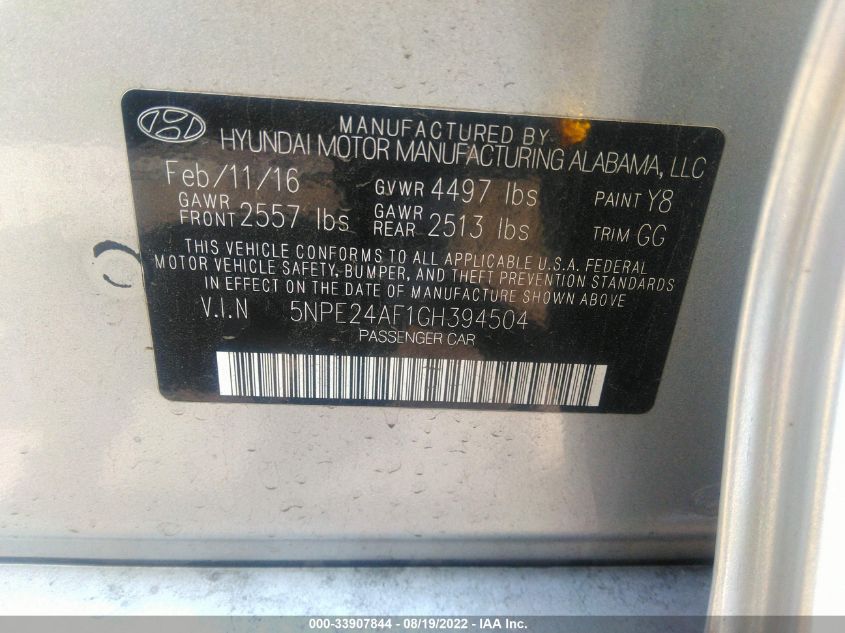 MANUFACTURED BY
HYUNDAI MOTOR MANUFACTURING ALABAMA, LLC
Feb/11/16 GVWR 4497 lbs PAINT Y8
GAWR FRONT 2557 lbs GAWR REAR 2513 lbs TRIM GG
THIS VEHICLE CONFORMS TO ALL APPLICABLE U.S.A. FEDERAL
MOTOR VEHICLE SAFETY, BUMPER, AND THEFT PREVENTION STANDARDS
IN EFFECT ON THE DATE OF MANUFACTURE SHOWN ABOVE
V.I.N 5NPE24AF1GH394504
PASSENGER CAR
000-33907844 - 08/19/2022 - IAA Inc.